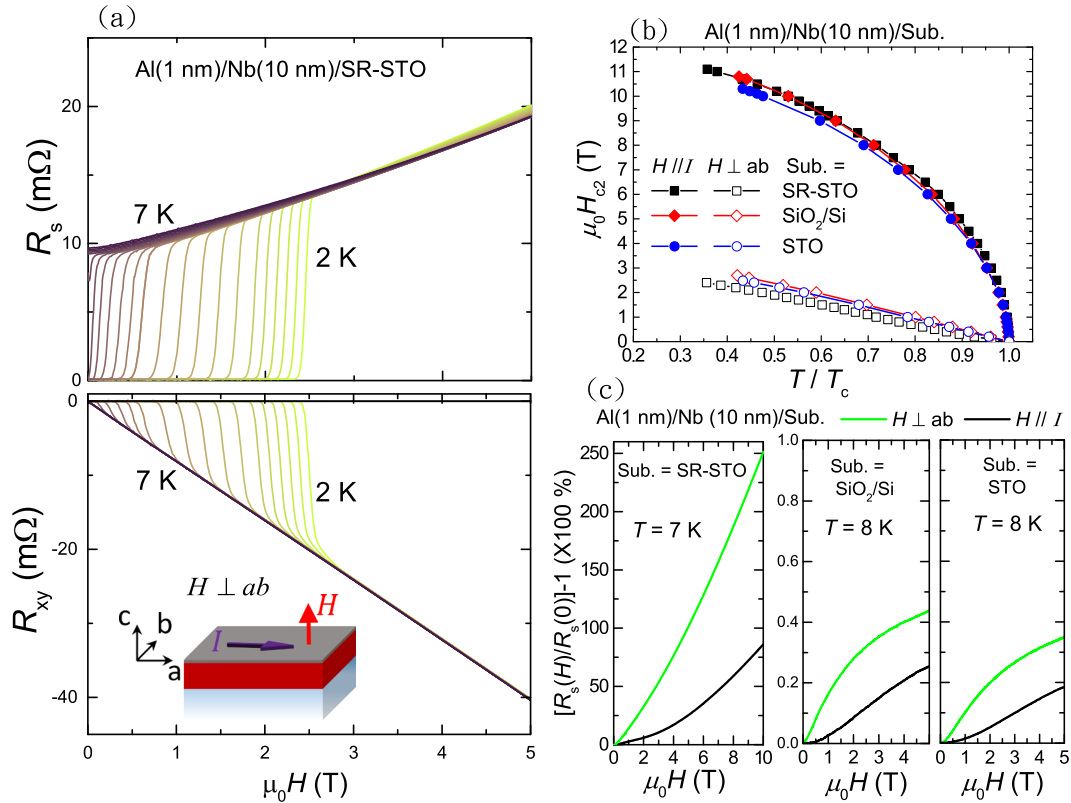 (a)
Al(1 nm)/Nb(10 nm)/SR-STO
20
10
0
Rs (mΩ)
7 K
2 K
0
-20
-40
Rxy (mΩ)
7 K
2 K
H ⊥ ab
H
I
c
b
a
0 1 2 3 4 5
μ0H (T)
(b)
Al(1 nm)/Nb(10 nm)/Sub.
12
11
10
9
8
7
6
5
4
3
2
1
0
μ0Hc2 (T)
H // I H ⊥ ab Sub. =
SR-STO
SiO2/Si
STO
0.2 0.3 0.4 0.5 0.6 0.7 0.8 0.9 1.0
T / Tc
(c)
Al(1 nm)/Nb (10 nm)/Sub.
H ⊥ ab
H // I
[Rs(H)/Rs(0)]-1 (X100 %)
250
200
150
100
50
0
Sub. = SR-STO
T = 7 K
0 2 4 6 8 10
μ0H (T)
1.0
0.8
0.6
0.4
0.2
0.0
Sub. =
SiO2/Si
T = 8 K
0 1 2 3 4
μ0H (T)
Sub. =
STO
T = 8 K
0 1 2 3 4 5
μ0H (T)